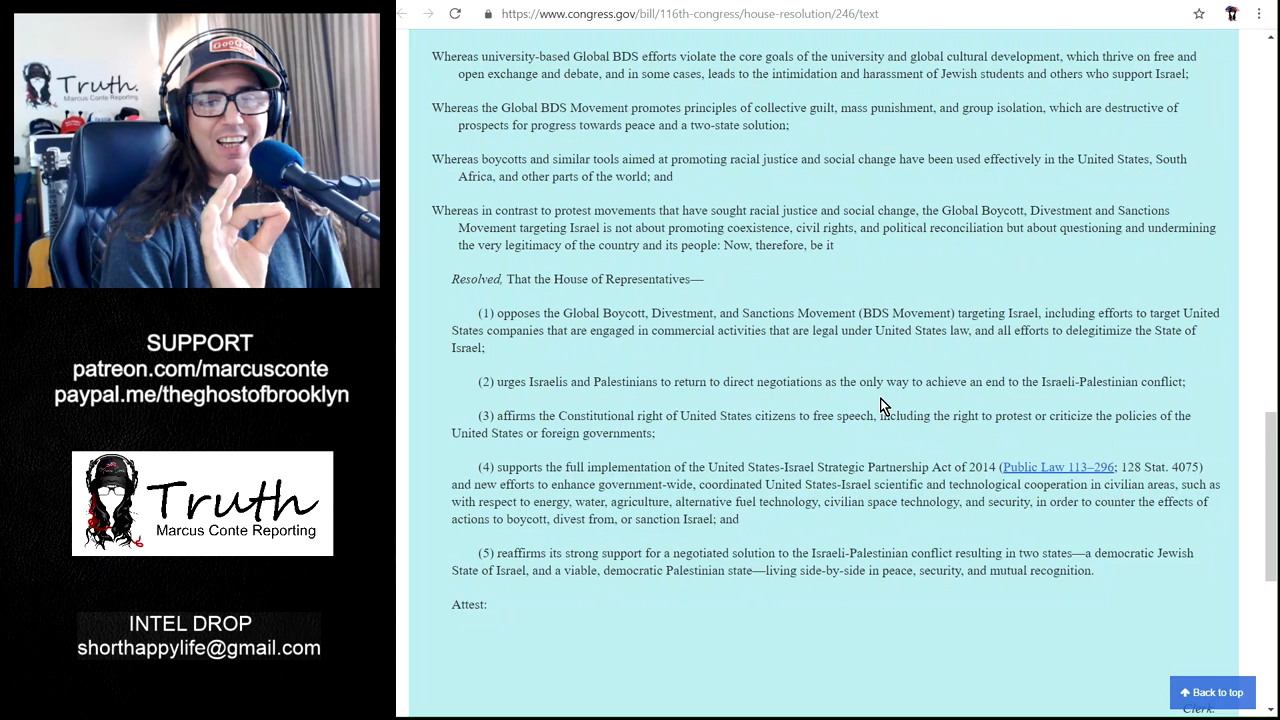 Truth.
Marcus Conte Reporting
SUPPORT
patreon.com/marcusconte
paypal.me/theghostofbrooklyn
Truth
Marcus Conte Reporting
INTEL DROP
shorthappylife@gmail.com
https://www.congress.gov/bill/116th-congress/house-resolution/246/text
Whereas university-based Global BDS efforts violate the core goals of the university and global cultural development, which thrive on free and
open exchange and debate, and in some cases, leads to the intimidation and harassment of Jewish students and others who support Israel;
Whereas the Global BDS Movement promotes principles of collective guilt, mass punishment, and group isolation, which are destructive of
prospects for progress towards peace and a two-state solution;
Whereas boycotts and similar tools aimed at promoting racial justice and social change have been used effectively in the United States, South
Africa, and other parts of the world; and
Whereas in contrast to protest movements that have sought racial justice and social change, the Global Boycott, Divestment and Sanctions
Movement targeting Israel is not about promoting coexistence, civil rights, and political reconciliation but about questioning and undermining
the very legitimacy of the country and its people: Now, therefore, be it
Resolved, That the House of Representatives—
(1) opposes the Global Boycott, Divestment, and Sanctions Movement (BDS Movement) targeting Israel, including efforts to target United
States companies that are engaged in commercial activities that are legal under United States law, and all efforts to delegitimize the State of
Israel;
(2) urges Israelis and Palestinians to return to direct negotiations as the only way to achieve an end to the Israeli-Palestinian conflict;
(3) affirms the Constitutional right of United States citizens to free speech, including the right to protest or criticize the policies of the
United States or foreign governments;
(4) supports the full implementation of the United States-Israel Strategic Partnership Act of 2014 (Public Law 113–296; 128 Stat. 4075)
and new efforts to enhance government-wide, coordinated United States-Israel scientific and technological cooperation in civilian areas, such as
with respect to energy, water, agriculture, alternative fuel technology, civilian space technology, and security, in order to counter the effects of
actions to boycott, divest from, or sanction Israel; and
(5) reaffirms its strong support for a negotiated solution to the Israeli-Palestinian conflict resulting in two states—a democratic Jewish
State of Israel, and a viable, democratic Palestinian state—living side-by-side in peace, security, and mutual recognition.
Attest:
Back to top
Clerk.